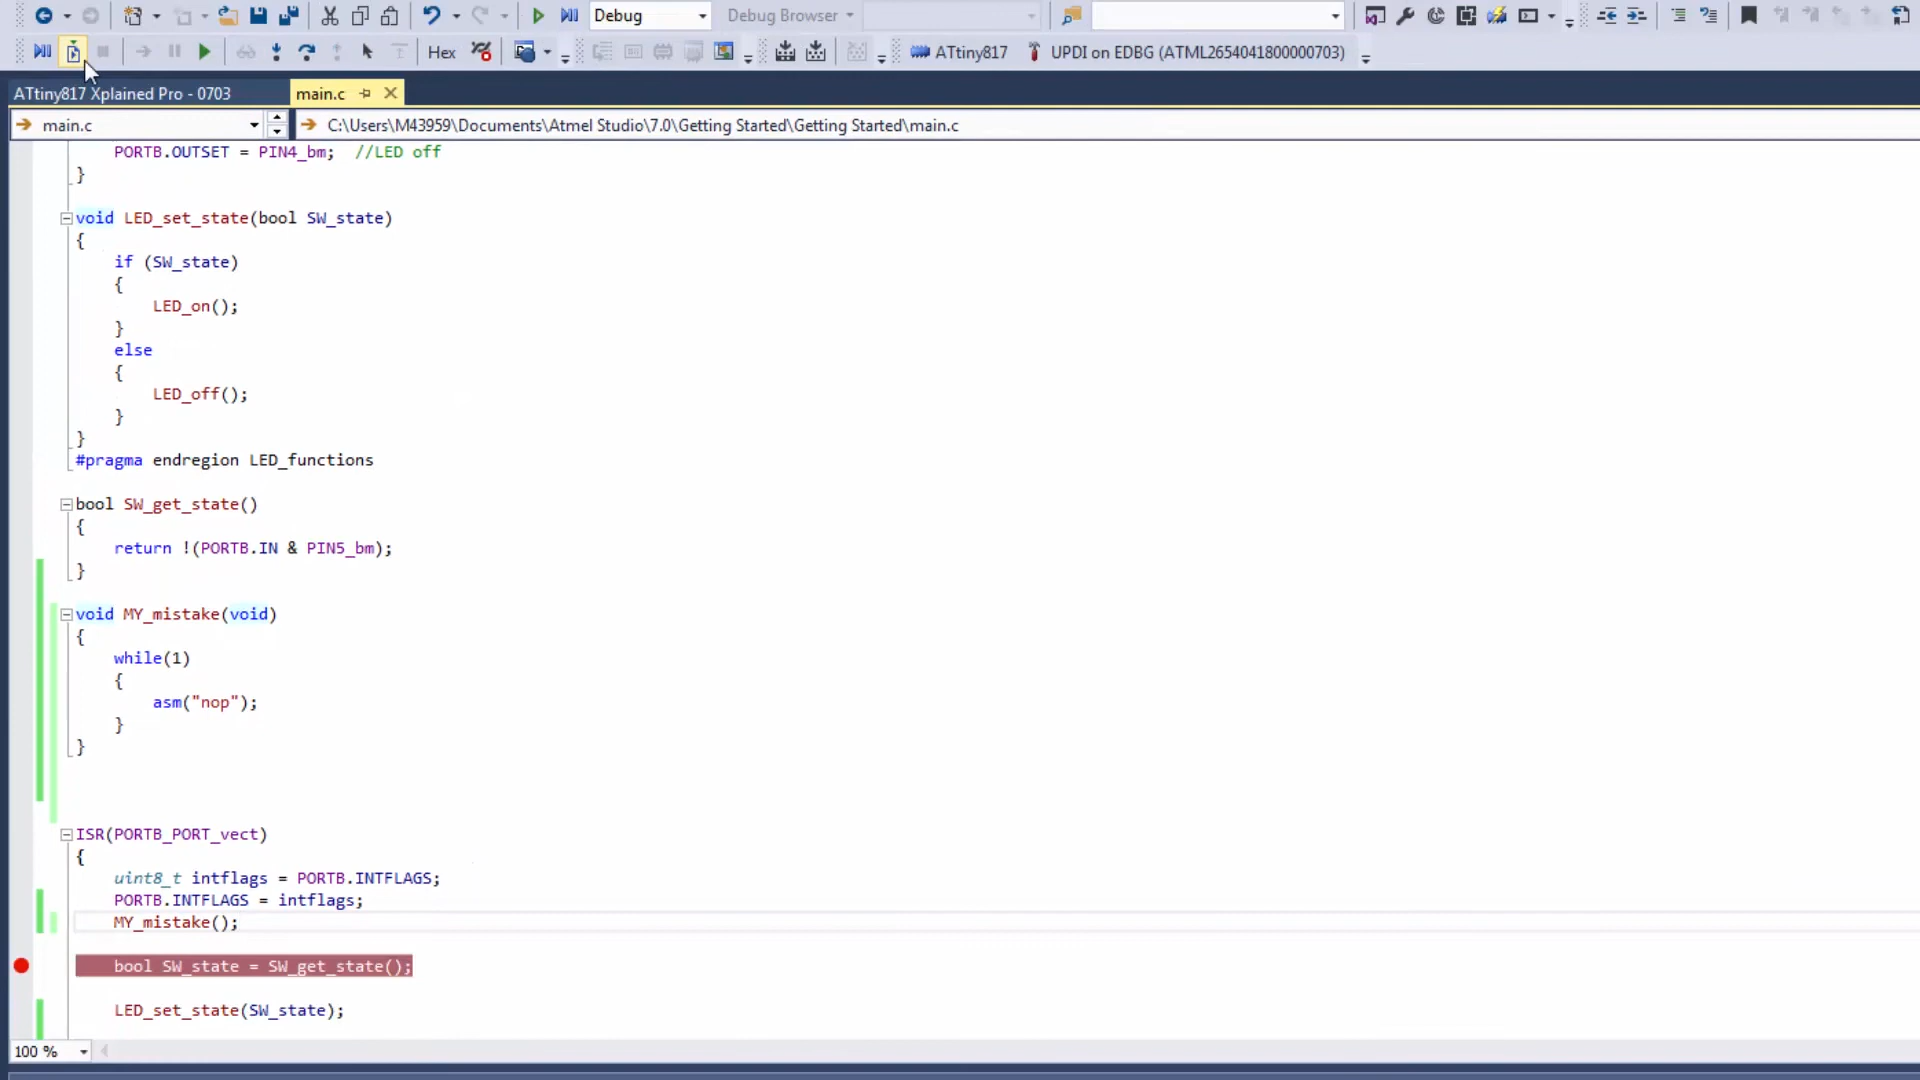 Debug Debug Browser
Hex ATtiny817 UPDI on EDBG (ATML2654041800000703)
ATtiny817 Xplained Pro - 0703 main.c
main.c C:\Users\M43959\Documents\Atmel Studio\7.0\Getting Started\Getting Started\main.c
PORTB.OUTSET = PIN4_bm; //LED off
}
void LED_set_state(bool SW_state)
{
if (SW_state)
{
LED_on();
}
else
{
LED_off();
}
}
#pragma endregion LED_functions
bool SW_get_state()
{
return !(PORTB.IN & PIN5_bm);
}
void MY_mistake(void)
{
while(1)
{
asm("nop");
}
}
ISR(PORTB_PORT_vect)
{
uint8_t intflags = PORTB.INTFLAGS;
PORTB.INTFLAGS = intflags;
MY_mistake();
bool SW_state = SW_get_state();
LED_set_state(SW_state);
100 %